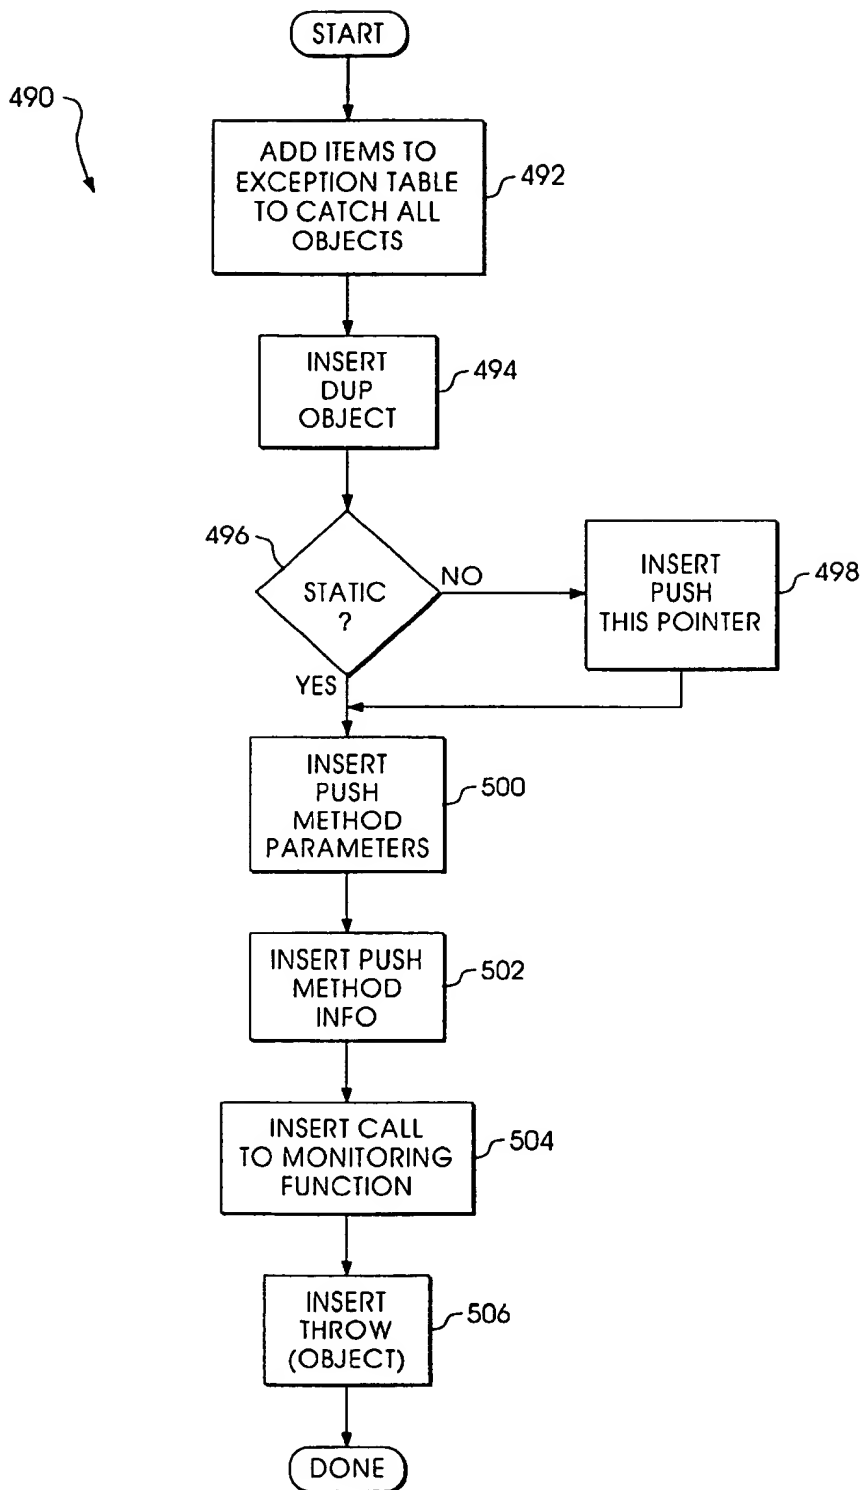 START
490
ADD ITEMS TO
EXCEPTION TABLE
TO CATCH ALL
OBJECTS
492
INSERT
DUP
OBJECT
494
496
STATIC
?
NO
INSERT
PUSH
THIS POINTER
498
YES
INSERT
PUSH
METHOD
PARAMETERS
500
INSERT PUSH
METHOD
INFO
502
INSERT CALL
TO MONITORING
FUNCTION
504
INSERT
THROW
(OBJECT)
506
DONE